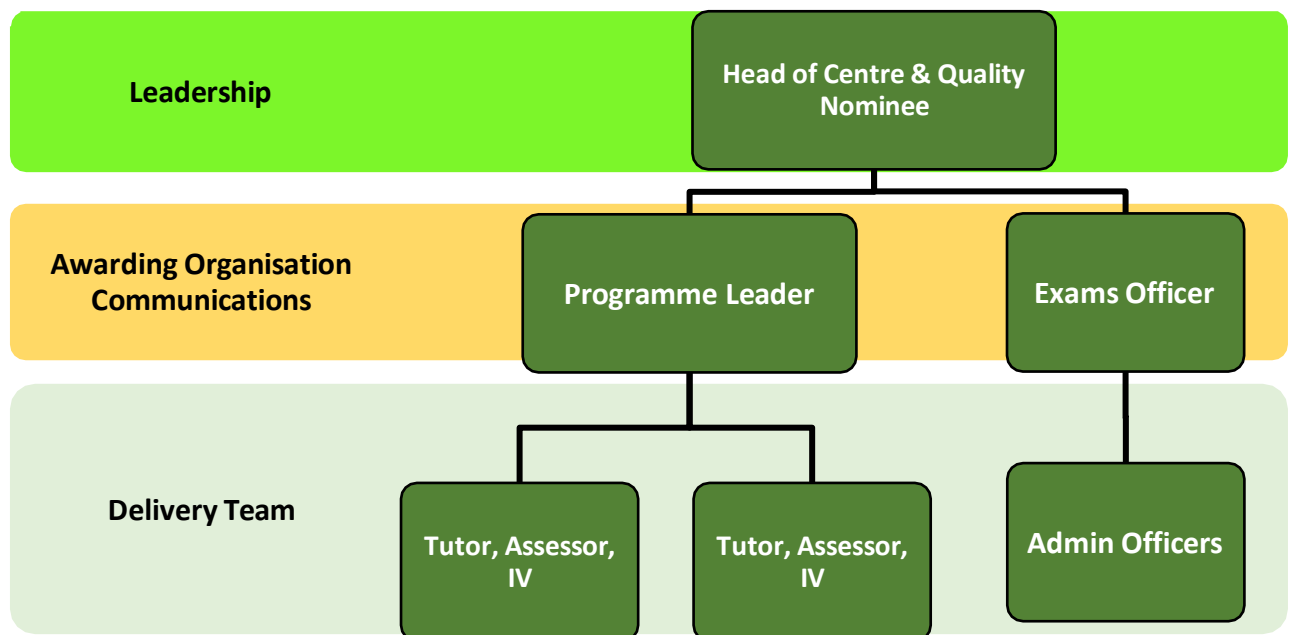 Leadership
Head of Centre & Quality
Nominee
Awarding Organisation
Communications
Programme Leader
Exams Officer
Delivery Team
Tutor, Assessor,
IV
Tutor, Assessor,
IV
Admin Officers